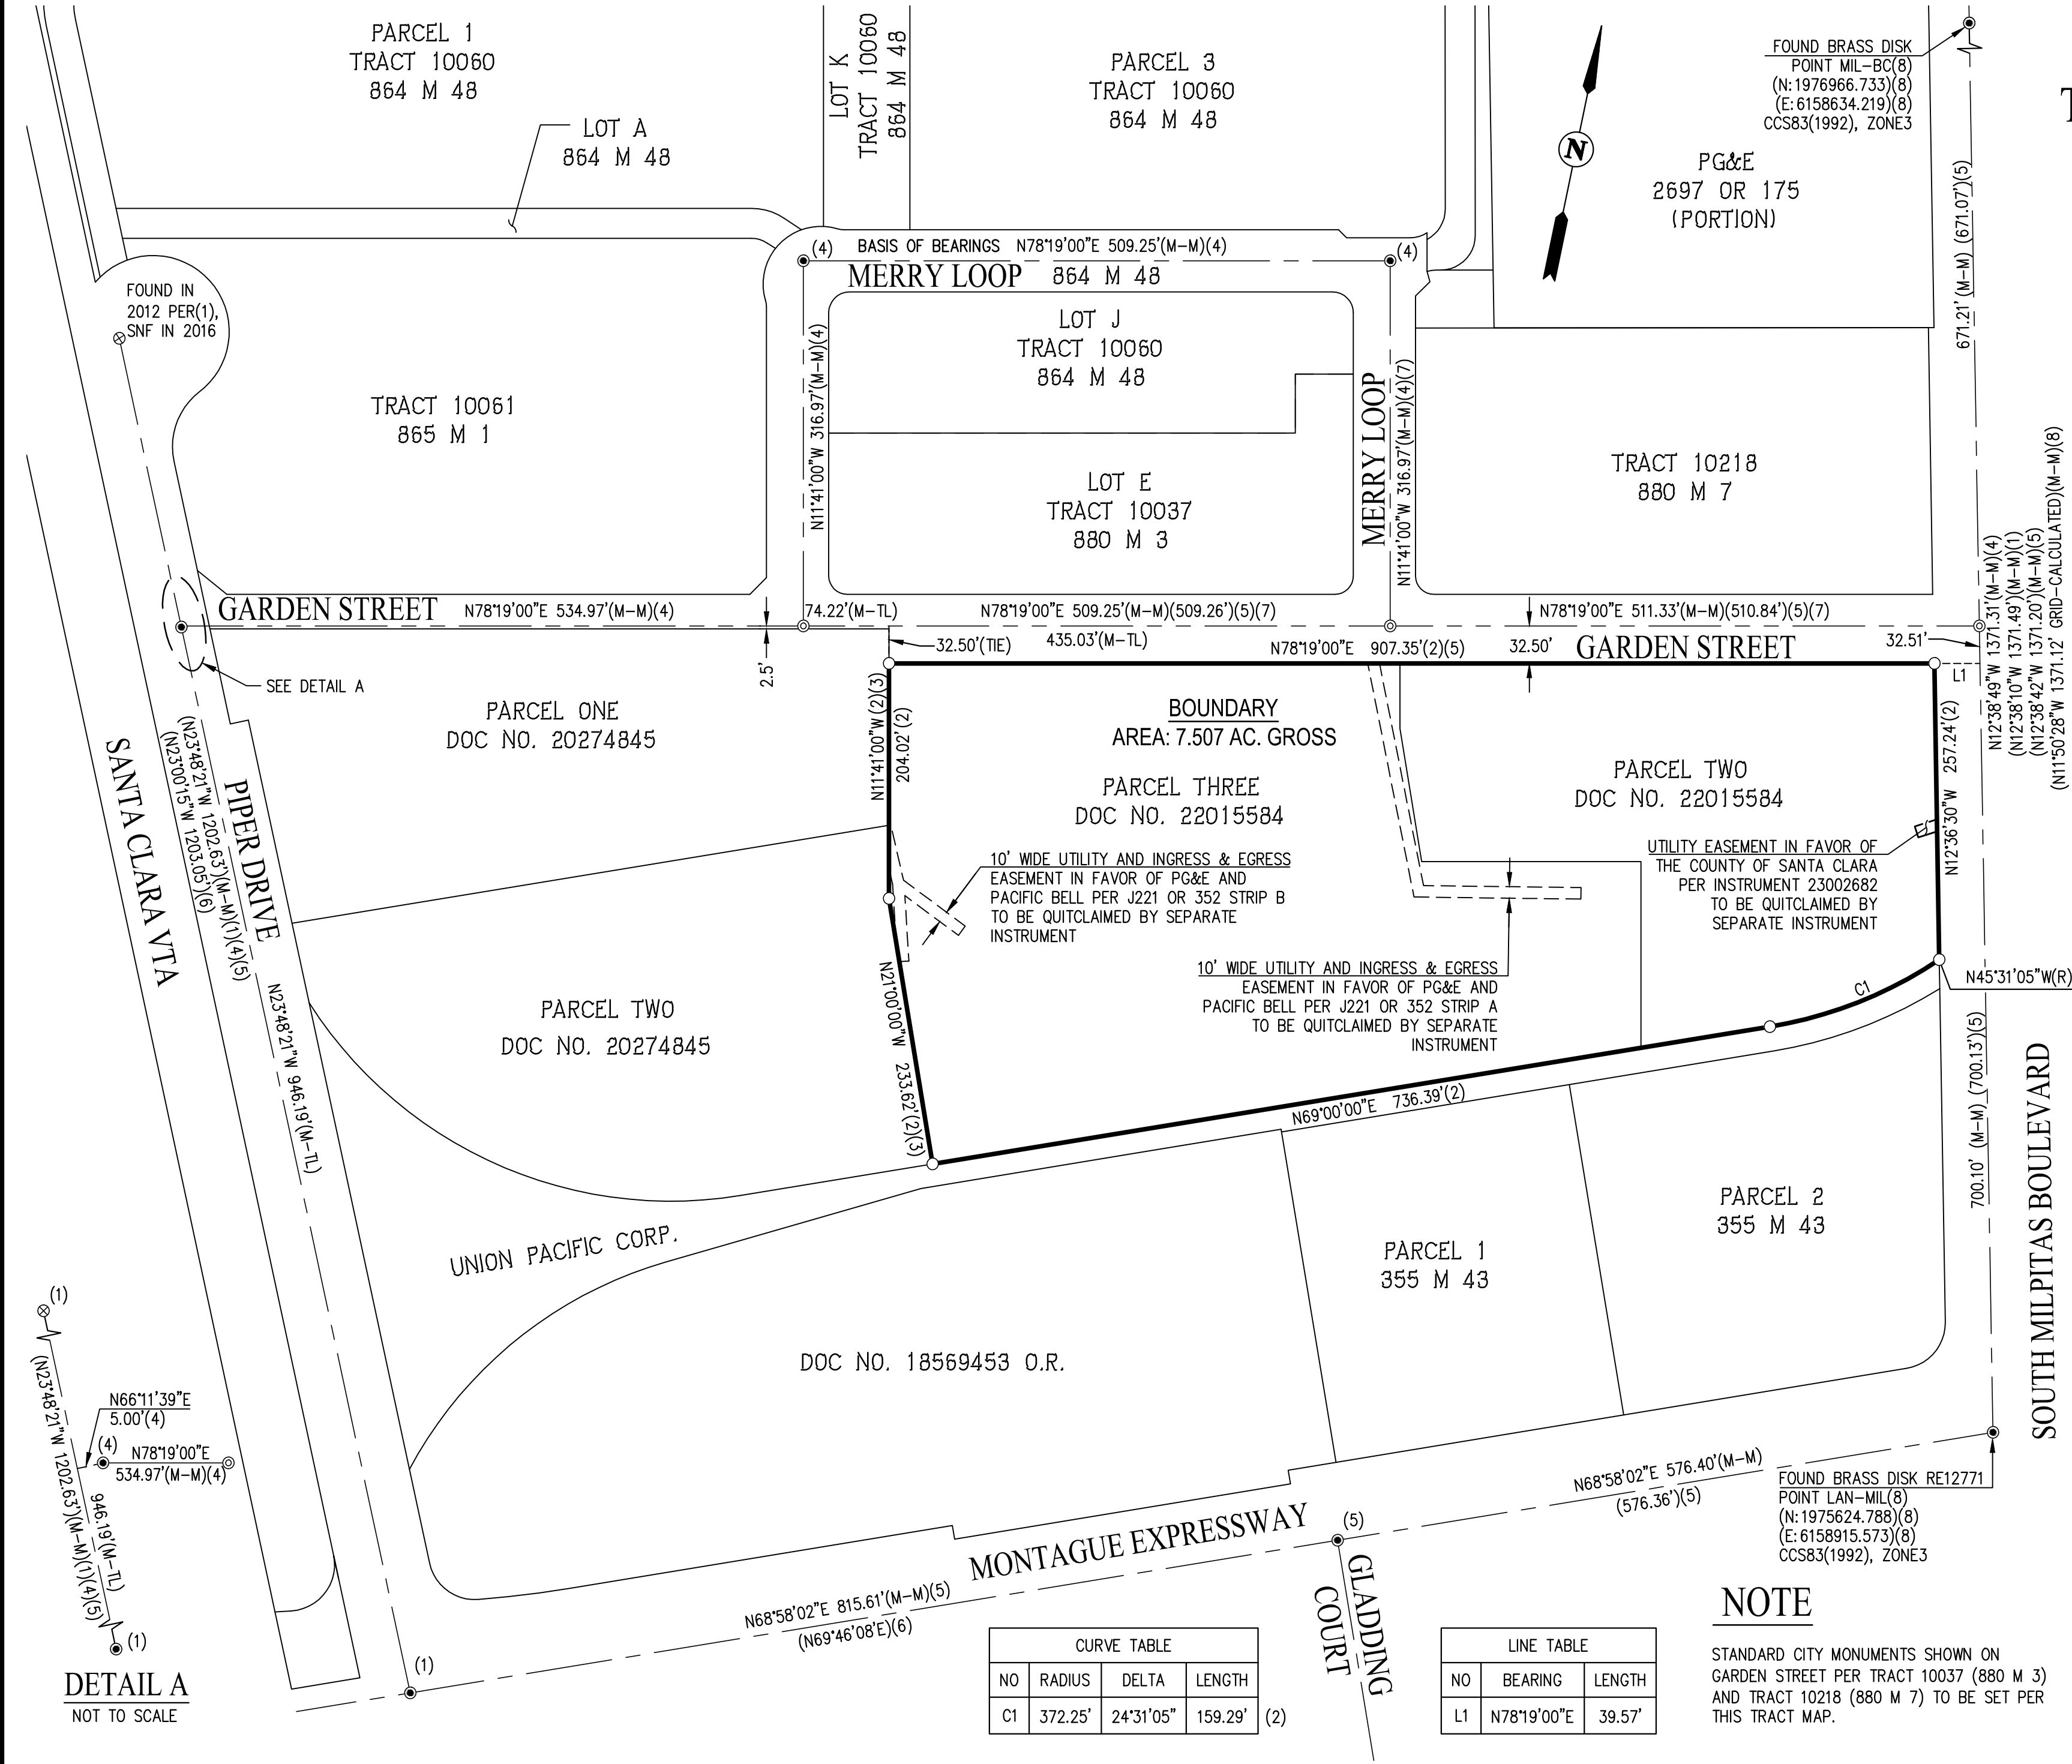 PARCEL 1
TRACT 10060
864 M 48
LOT A
864 M 48
LOT K
TRACT 10060
864 M 48
PARCEL 3
TRACT 10060
864 M 48
N
FOUND BRASS DISK
POINT MIL-BC(8)
(N:1976966.733)(8)
(E:6158634.219)(8)
CCS83(1992), ZONE3
PG&E
2697 OR 175
(PORTION)
671.21' (M-M) (671.07')(5)
T
(4)
BASIS OF BEARINGS N78°19'00"E 509.25'(M-M)(4)
(4)
MERRY LOOP 864 M 48
FOUND IN
2012 PER(1),
SNF IN 2016
TRACT 10061
865 M 1
N11°41'00"W 316.97'(M-M)(4)
LOT J
TRACT 10060
864 M 48
LOT E
TRACT 10037
880 M 3
MERRY LOOP
N11°41'00"W 316.97'(M-M)(4)(7)
TRACT 10218
880 M 7
N12°38'49"W 1371.31'(M-M)(4)
(N12°38'10"W 1371.49')(M-M)(1)
(N12°38'42"W 1371.20')(M-M)(5)
(N11°50'28"W 1371.12' GRID-CALCULATED)(M-M)(8)
GARDEN STREET N78°19'00"E 534.97'(M-M)(4)
74.22'(M-TL)
N78°19'00"E 509.25'(M-M)(509.26')(5)(7)
N78°19'00"E 511.33'(M-M)(510.84')(5)(7)
2.5'
32.50'(TIE)
435.03'(M-TL)
N78°19'00"E 907.35'(2)(5)
32.50'
GARDEN STREET
32.51'
L1
SEE DETAIL A
PARCEL ONE
DOC NO. 20274845
N11°41'00"W(2)(3)
204.02'(2)
BOUNDARY
AREA: 7.507 AC. GROSS
PARCEL THREE
DOC NO. 22015584
PARCEL TWO
DOC NO. 22015584
N12°36'30"W 257.24'(2)
10' WIDE UTILITY AND INGRESS & EGRESS
EASEMENT IN FAVOR OF PG&E AND
PACIFIC BELL PER J221 OR 352 STRIP B
TO BE QUITCLAIMED BY SEPARATE
INSTRUMENT
UTILITY EASEMENT IN FAVOR OF
THE COUNTY OF SANTA CLARA
PER INSTRUMENT 23002682
TO BE QUITCLAIMED BY
SEPARATE INSTRUMENT
10' WIDE UTILITY AND INGRESS & EGRESS
EASEMENT IN FAVOR OF PG&E AND
PACIFIC BELL PER J221 OR 352 STRIP A
TO BE QUITCLAIMED BY SEPARATE
INSTRUMENT
C1
N45°31'05"W(R)
SANTA CLARA VTA
PIPER DRIVE
(N23°48'21"W 1202.63')(M-M)(1)(4)(5)
(N23°00'15"W 1203.05')(6)
N23°48'21"W 946.19'(M-TL)
PARCEL TWO
DOC NO. 20274845
N21°00'00"W 233.62'(2)(3)
N69°00'00"E 736.39'(2)
700.10' (M-M) (700.13')(5)
SOUTH MILPITAS BOULEVARD
UNION PACIFIC CORP.
PARCEL 1
355 M 43
PARCEL 2
355 M 43
DOC NO. 18569453 O.R.
(1)
(N23°48'21"W 1202.63')(M-M)(1)(4)(5)
N66°11'39"E
5.00'(4)
(4)
N78°19'00"E
534.97'(M-M)(4)
946.19'(M-TL)
(1)
DETAIL A
NOT TO SCALE
(1)
MONTAGUE EXPRESSWAY
N68°58'02"E 815.61'(M-M)(5)
(N69°46'08'E)(6)
(5)
N68°58'02"E 576.40'(M-M)
(576.36')(5)
GLADDING
COURT
FOUND BRASS DISK RE12771
POINT LAN-MIL(8)
(N:1975624.788)(8)
(E:6158915.573)(8)
CCS83(1992), ZONE3
CURVE TABLE
NO RADIUS DELTA LENGTH
C1 372.25' 24°31'05" 159.29' (2)
LINE TABLE
NO BEARING LENGTH
L1 N78°19'00"E 39.57'
NOTE
STANDARD CITY MONUMENTS SHOWN ON
GARDEN STREET PER TRACT 10037 (880 M 3)
AND TRACT 10218 (880 M 7) TO BE SET PER
THIS TRACT MAP.